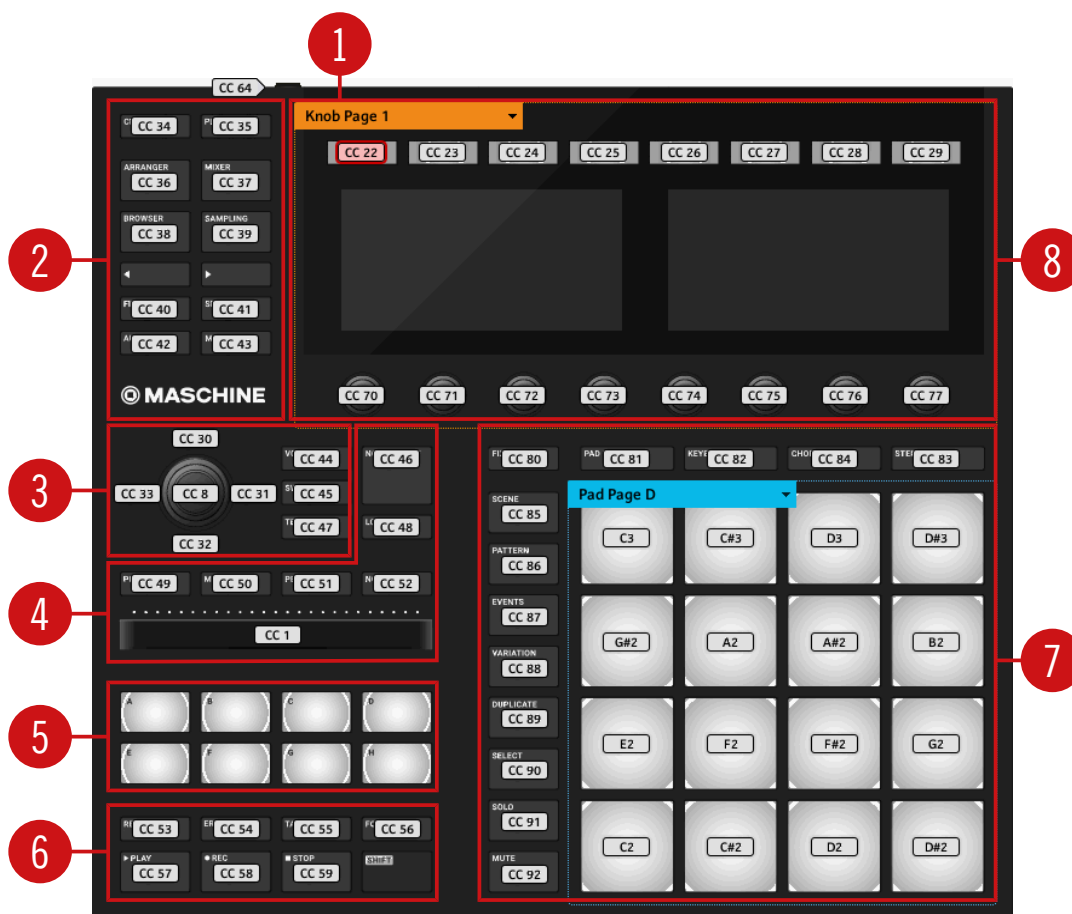 1
CC 64
Knob Page 1
CC 34 CC 35
CC 22 CC 23 CC 24 CC 25 CC 26 CC 27 CC 28 CC 29
ARRANGER MIXER
CC 36 CC 37
BROWSER SAMPLING
CC 38 CC 39
2
8
CC 40 CC 41
CC 42 CC 43
MASCHINE
CC 70 CC 71 CC 72 CC 73 CC 74 CC 75 CC 76 CC 77
CC 30
CC 44 CC 46
3
CC 33 CC 8 CC 31 CC 45
CC 47 CC 48
CC 32
CC 80 PAD CC 81 CC 82 CC 84 CC 83
Pad Page D
SCENE
CC 85
C3 C#3 D3 D#3
PATTERN
CC 86
CC 49 CC 50 CC 51 CC 52
4
CC 1
EVENTS
CC 87
G#2 A2 A#2 B2
VARIATION
CC 88
7
A B C D
5
E F G H
DUPLICATE
CC 89
E2 F2 F#2 G2
SELECT
CC 90
6
CC 53 CC 54 CC 55 CC 56
PLAY REC STOP SHIFT
CC 57 CC 58 CC 59
SOLO
CC 91
C2 C#2 D2 D#2
MUTE
CC 92